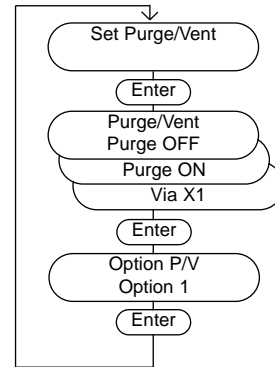 Set Purge/Vent
Enter
Purge/Vent
Purge OFF
Purge ON
Via X1
Enter
Option P/V
Option 1
Enter